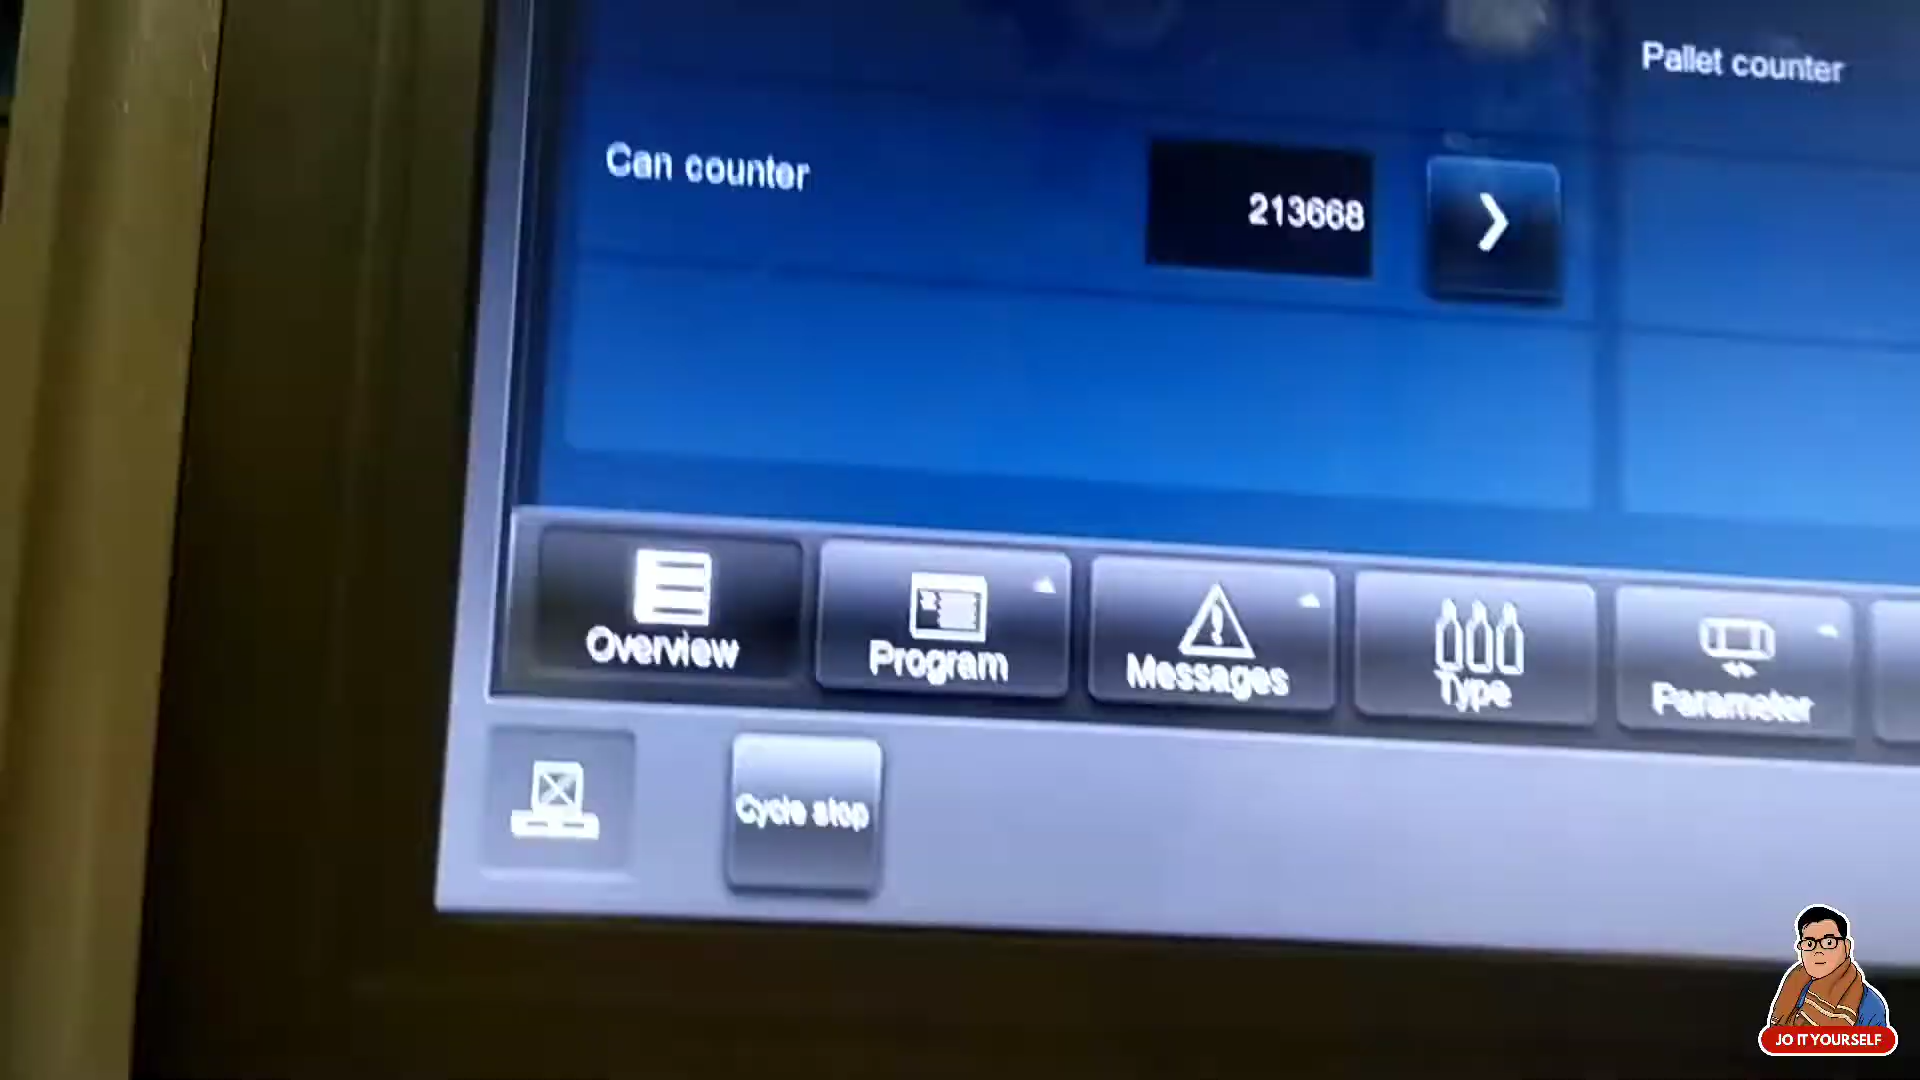 Pallet counter
Can counter
213668
Overview
Program
Messages
Type
Parameter
Cycle stop
JO IT YOURSELF